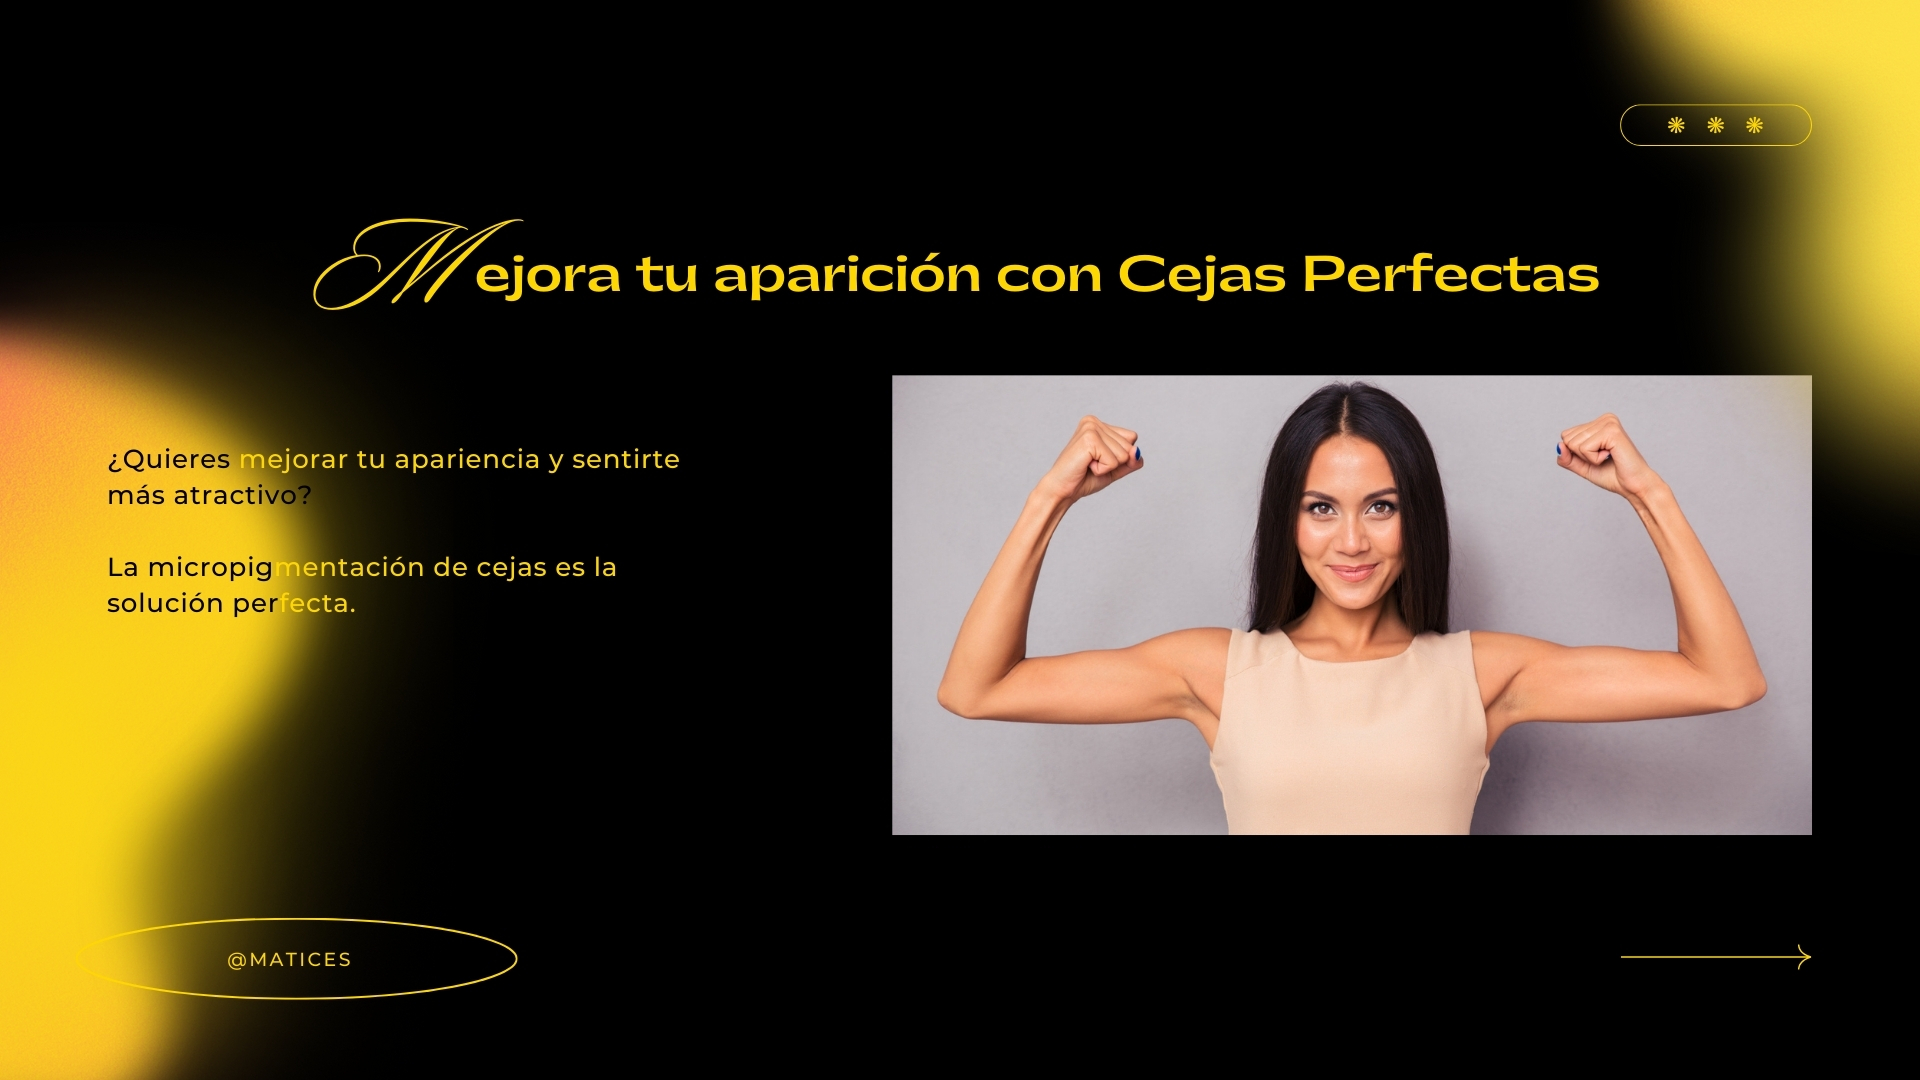 Mejora tu aparición con Cejas Perfectas
¿Quieres mejorar tu apariencia y sentirte
más atractivo?
La micropigmentación de cejas es la
solución perfecta.
@MATICES